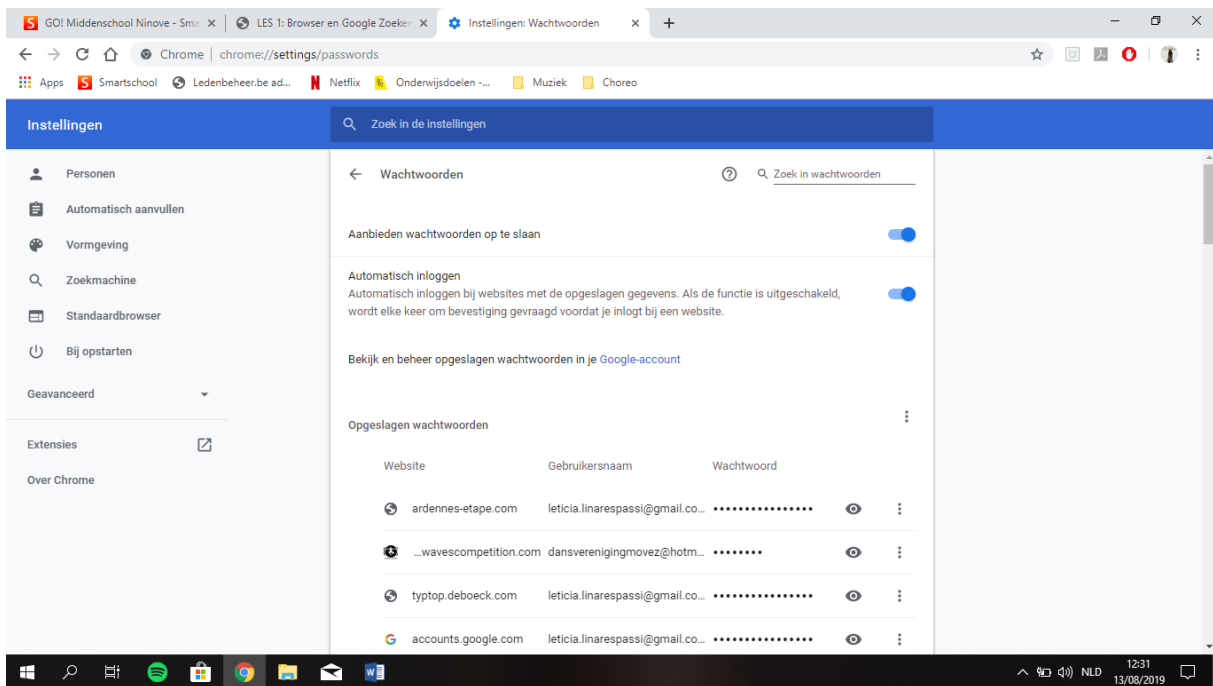 GO! Middenschool Ninove - Sma
LES 1: Browser en Google Zoeken
Instellingen: Wachtwoorden
Chrome | chrome://settings/passwords
Apps
Smartschool
Ledenbeheer.be ad...
Netflix
Onderwijsdoelen -...
Muziek
Choreo
Instellingen
Zoek in de instellingen
Personen
Automatisch aanvullen
Vormgeving
Zoekmachine
Standaardbrowser
Bij opstarten
Geavanceerd
Extensies
Over Chrome
Wachtwoorden
Zoek in wachtwoorden
Aanbieden wachtwoorden op te slaan
Automatisch inloggen
Automatisch inloggen bij websites met de opgeslagen gegevens. Als de functie is uitgeschakeld,
wordt elke keer om bevestiging gevraagd voordat je inlogt bij een website.
Bekijk en beheer opgeslagen wachtwoorden in je Google-account
Opgeslagen wachtwoorden
Website Gebruikersnaam Wachtwoord
ardennes-etape.com leticia.linarespassi@gmail.co... ••••••••••••••••
...wavescompetition.com dansverenigingmovez@hotm... ••••••••
typtop.deboeck.com leticia.linarespassi@gmail.co... ••••••••••••••••
accounts.google.com leticia.linarespassi@gmail.co... ••••••••••••••••
NLD
12:31
13/08/2019